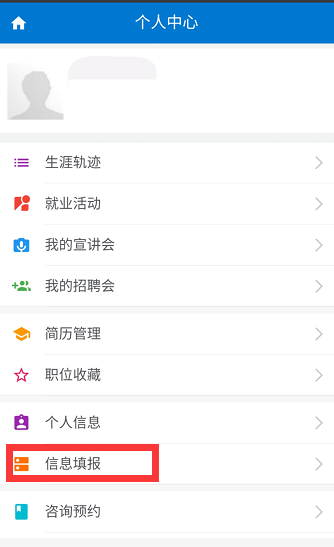 个人中心
生涯轨迹
就业活动
我的宣讲会
我的招聘会
简历管理
职位收藏
个人信息
信息填报
咨询预约